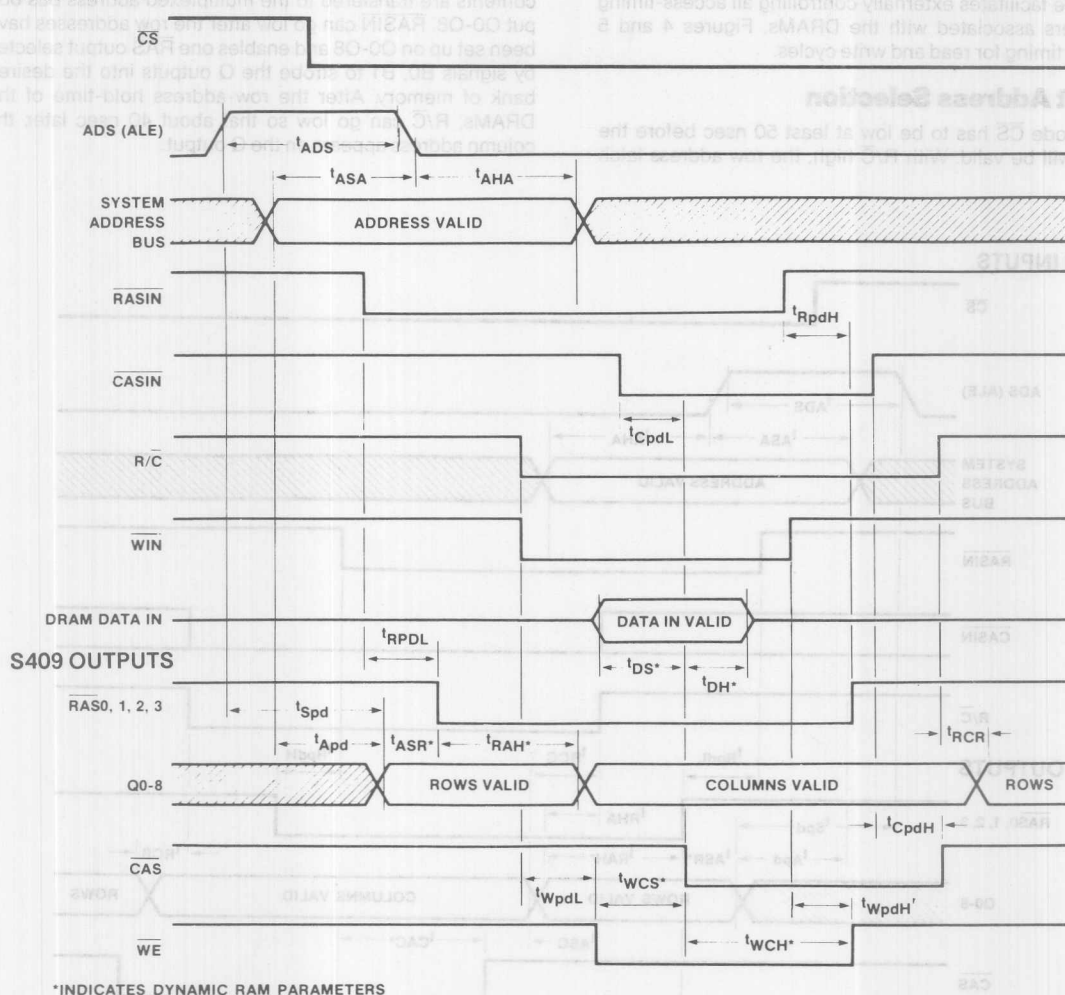 CS
ADS (ALE)
tADS
tASA
tAHA
SYSTEM
ADDRESS
BUS
ADDRESS VALID
RASIN
tRpdH
CASIN
tCpdL
R/C
WIN
DRAM DATA IN
DATA IN VALID
tRPDL
tDS*
tDH*
S409 OUTPUTS
RAS0, 1, 2, 3
tSpd
tApd
tASR*
tRAH*
tRCR
Q0-8
ROWS VALID
COLUMNS VALID
ROWS
tCpdH
CAS
tWpdL
tWCS*
tWpdH'
tWCH*
WE
*INDICATES DYNAMIC RAM PARAMETERS